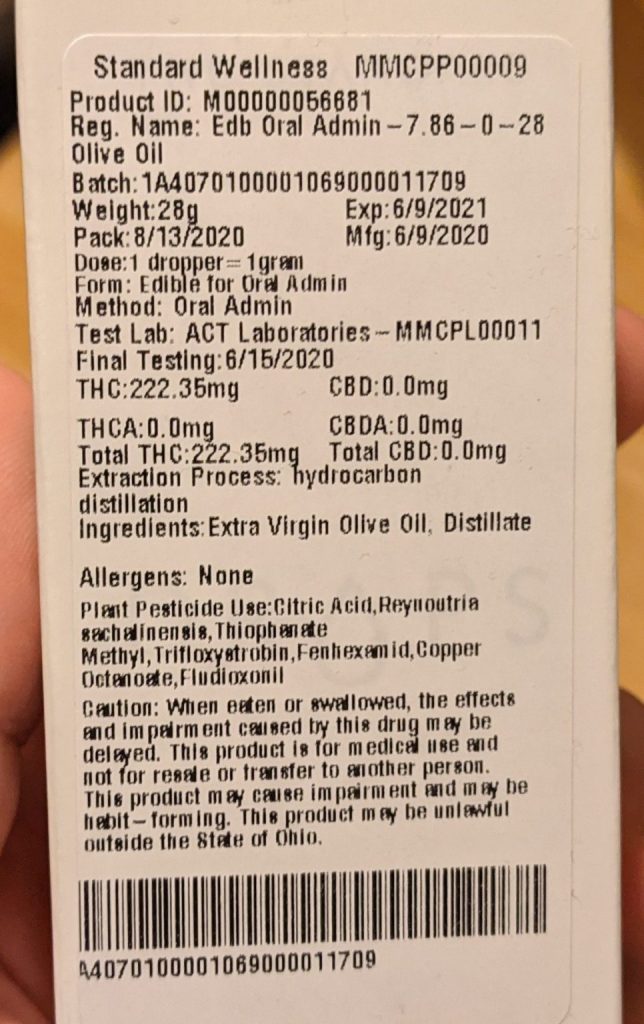 Standard Wellness MMCPP00009
Product ID: M00000056681
Reg. Name: Edb Oral Admin-7.86-0-28
Olive Oil
Batch:1A4070100001069000011709
Weight:28g Exp:6/9/2021
Pack:8/13/2020 Mfg:6/9/2020
Dose:1 dropper= 1gram
Form: Edible for Oral Admin
Method: Oral Admin
Test Lab: ACT Laboratories-MMCPL00011
Final Testing:6/15/2020
THC:222.35mg CBD:0.0mg
THCA:0.0mg CBDA:0.0mg
Total THC:222.35mg Total CBD:0.0mg
Extraction Process: hydrocarbon
distillation
Ingredients:Extra Virgin Olive Oil, Distillate
Allergens: None
Plant Pesticide Use:Citric Acid,Reynoutria
sachalinensis,Thiophanate
Methyl,Trifloxystrobin,Fenhexamid,Copper
Octanoate,Fludioxonil
Caution: When eaten or swallowed, the effects
and impairment caused by this drug may be
delayed. This product is for medical use and
not for resale or transfer to another person.
This product may cause impairment and may be
habit-forming. This product may be unlawful
outside the State of Ohio.
A4070100001069000011709